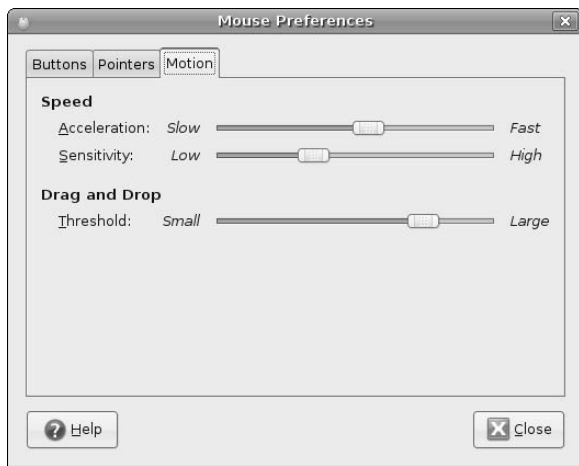 Mouse Preferences
Buttons Pointers Motion
Speed
Acceleration: Slow Fast
Sensitivity: Low High
Drag and Drop
Threshold: Small Large
Help Close